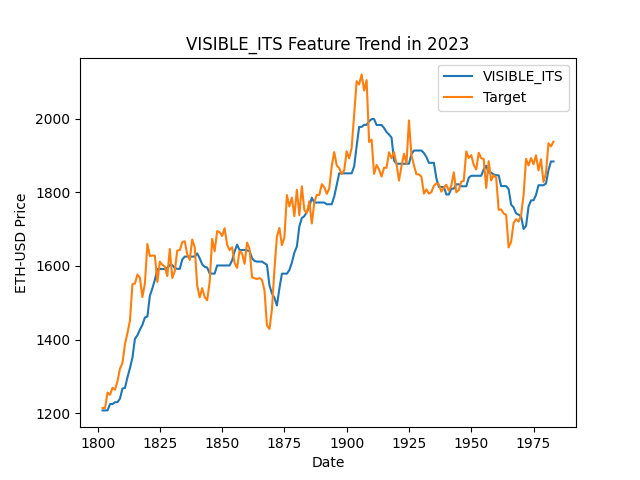 VISIBLE_ITS Feature Trend in 2023
VISIBLE_ITS
Target
ETH-USD Price
2000
1800
1600
1400
1200
1800 1825 1850 1875 1900 1925 1950 1975
Date